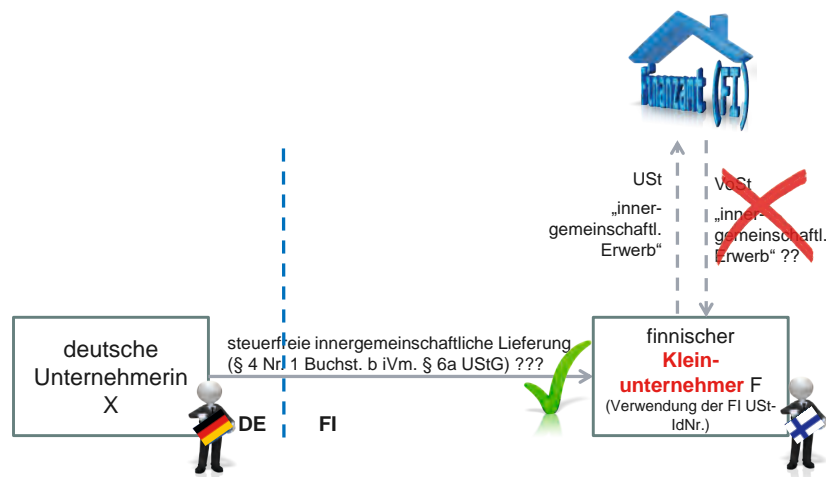 Finanzamt (FI)
USt
„inner-
gemeinschaftl.
Erwerb“
VoSt
„inner-
gemeinschaftl.
Erwerb“ ??
deutsche
Unternehmerin
X
steuerfreie innergemeinschaftliche Lieferung
(§ 4 Nr. 1 Buchst. b iVm. § 6a UStG) ???
DE
FI
finnischer
Klein-
unternehmer F
(Verwendung der FI USt-
IdNr.)